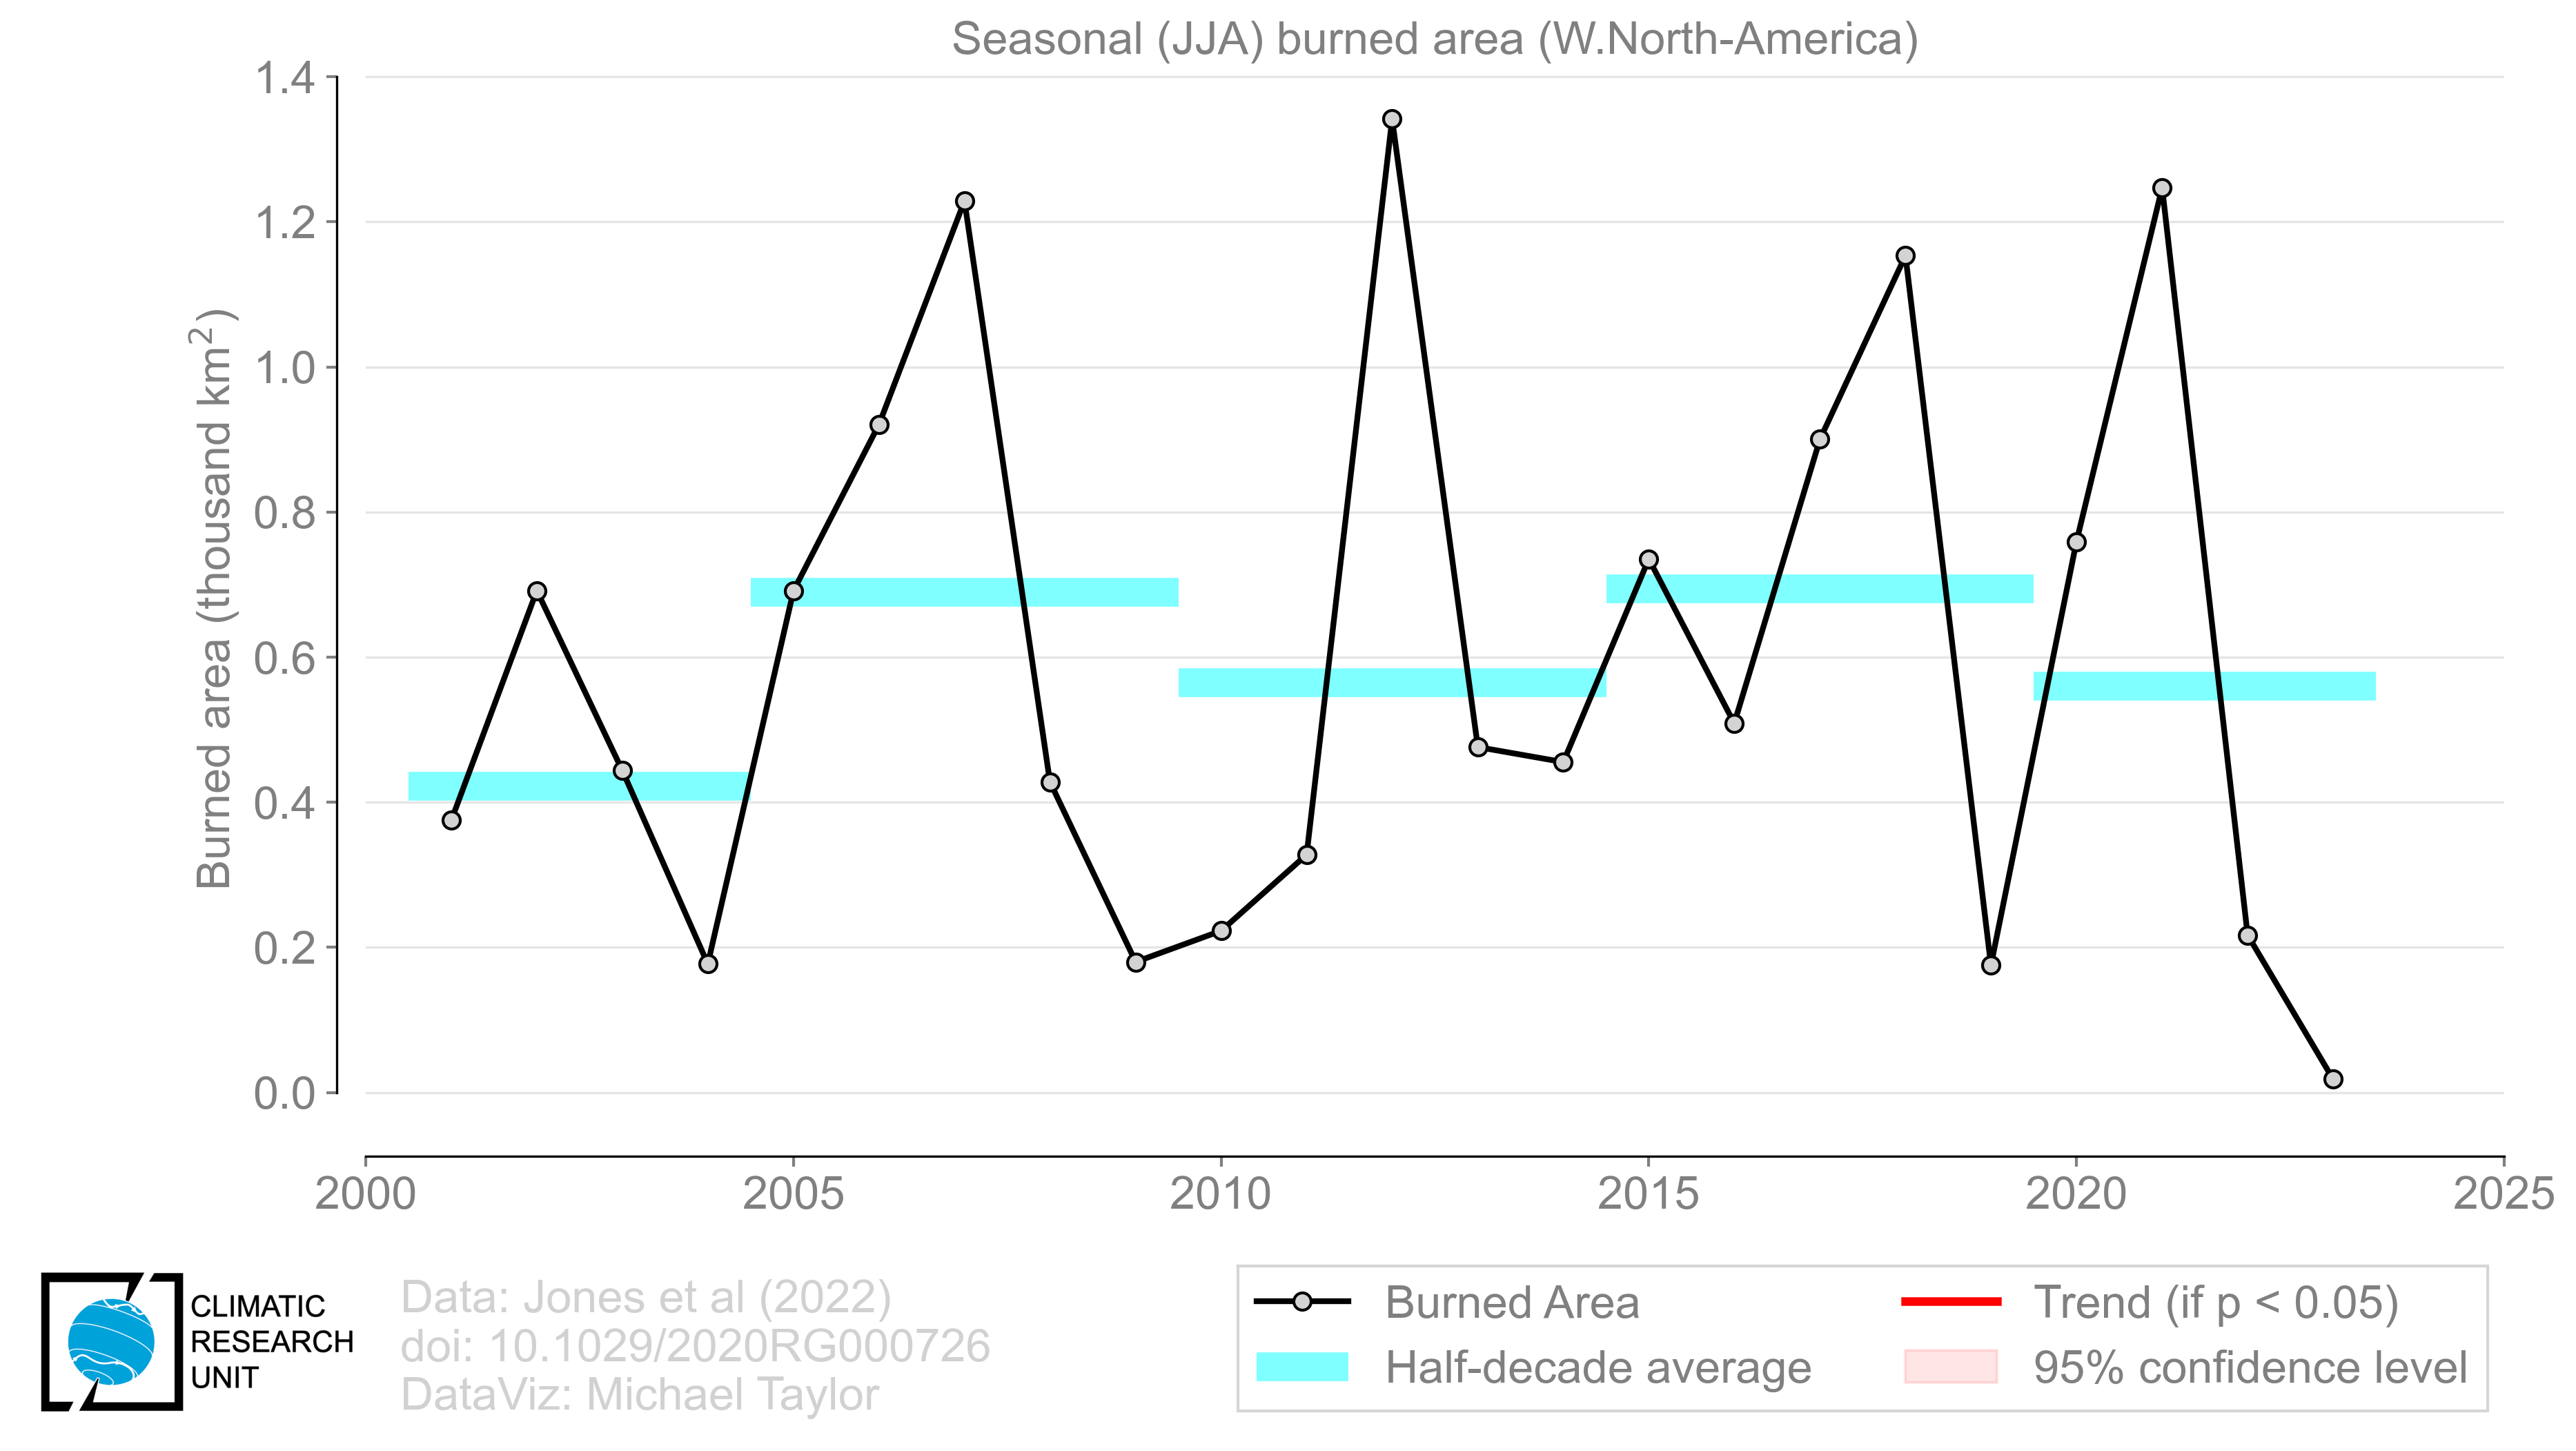 Seasonal (JJA) burned area (W.North-America)
1.4
1.2
1.0
0.8
0.6
0.4
0.2
0.0
Burned area (thousand km²)
2000 2005 2010 2015 2020 2025
CLIMATIC
RESEARCH
UNIT
Data: Jones et al (2022)
doi: 10.1029/2020RG000726
DataViz: Michael Taylor
Burned Area
Half-decade average
Trend (if p < 0.05)
95% confidence level